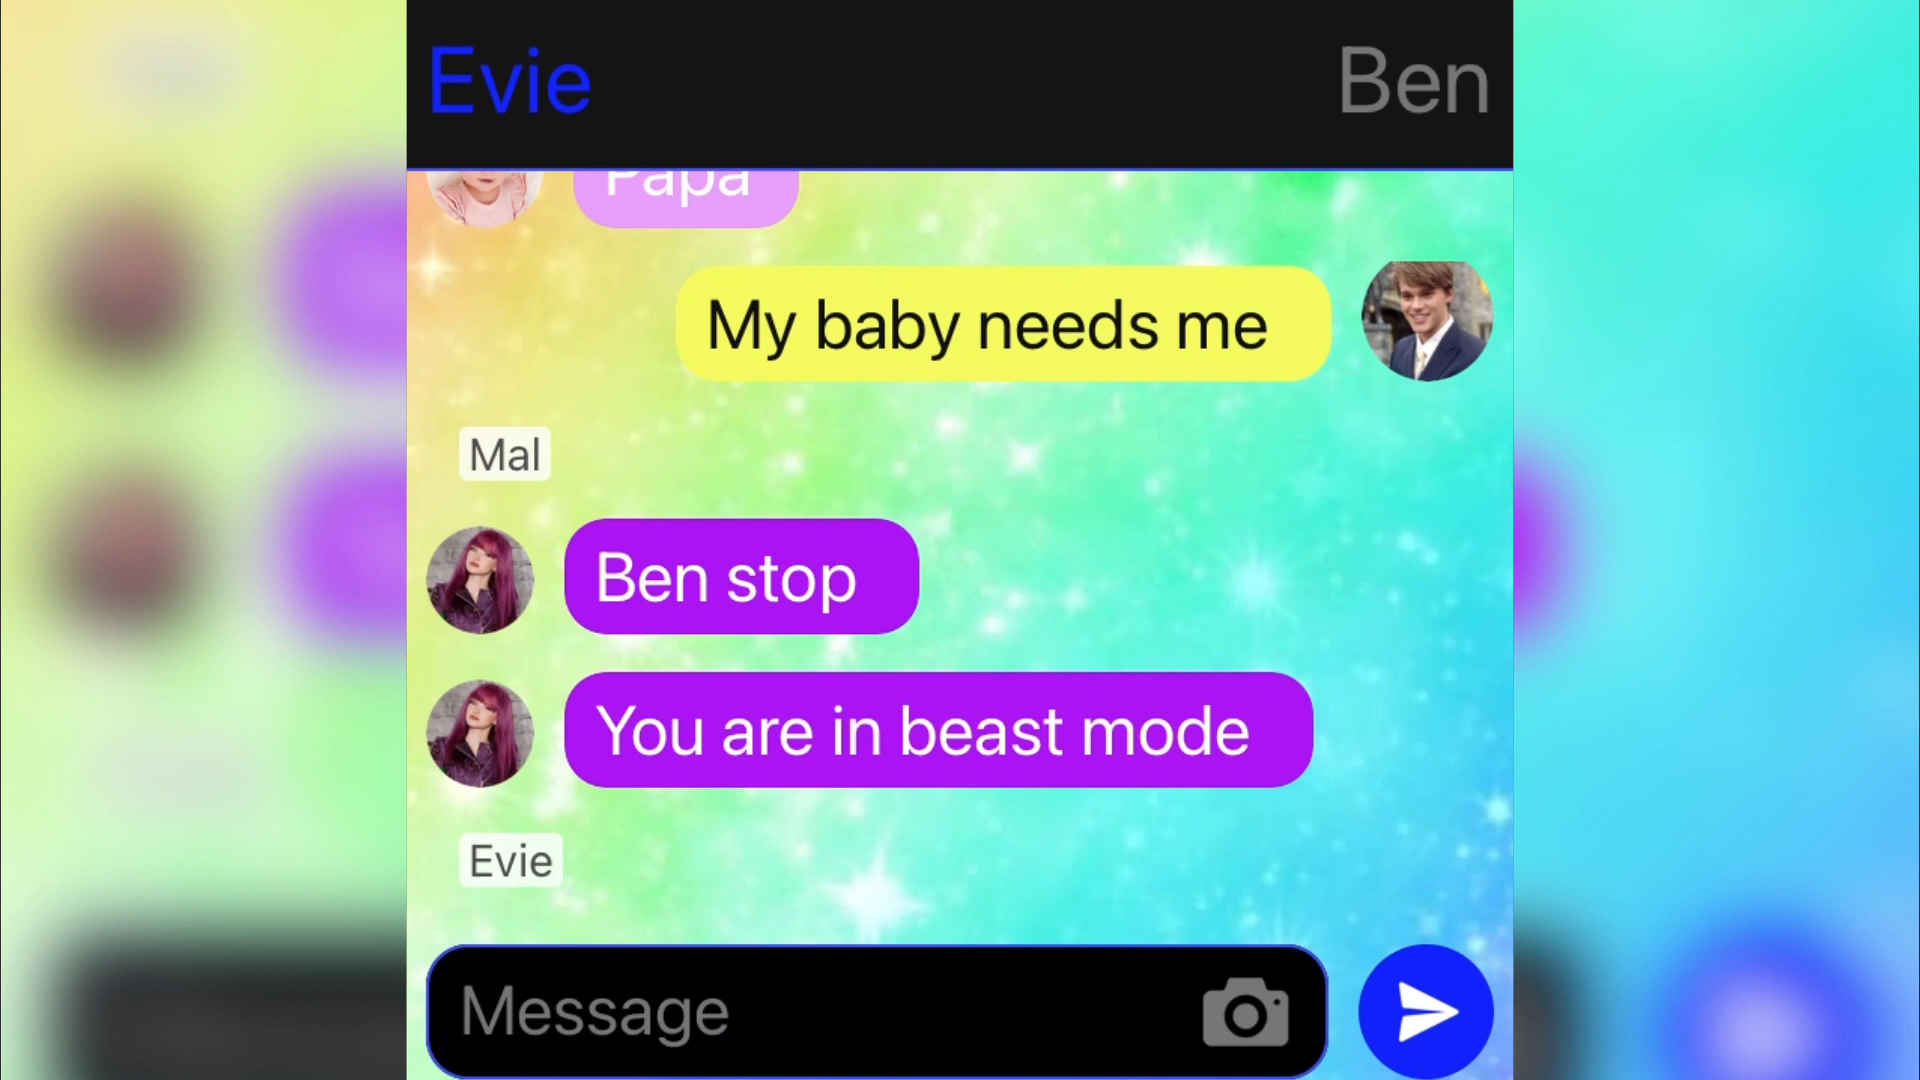 Evie
Ben
Papa
My baby needs me
Mal
Ben stop
You are in beast mode
Evie
Message